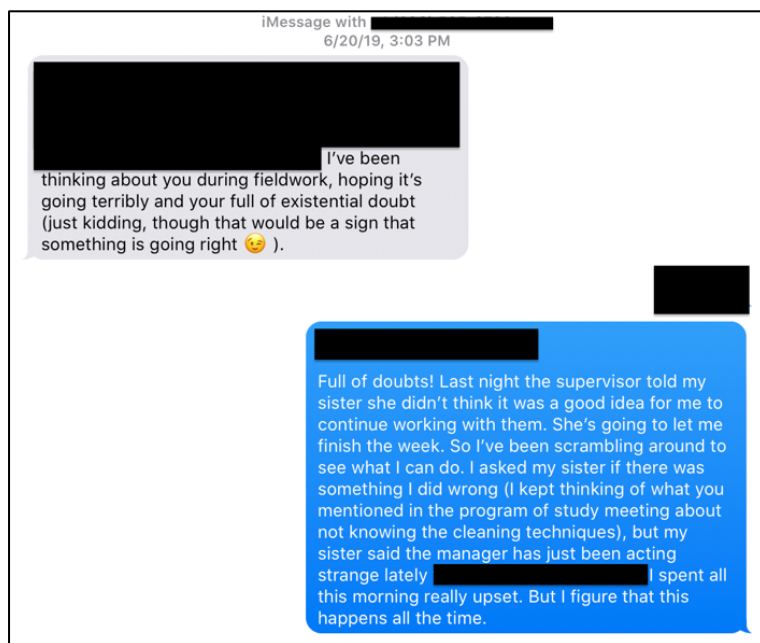 iMessage with
6/20/19, 3:03 PM
I've been
thinking about you during fieldwork, hoping it's
going terribly and your full of existential doubt
(just kidding, though that would be a sign that
something is going right 😉 ).
Full of doubts! Last night the supervisor told my
sister she didn't think it was a good idea for me to
continue working with them. She's going to let me
finish the week. So I've been scrambling around to
see what I can do. I asked my sister if there was
something I did wrong (I kept thinking of what you
mentioned in the program of study meeting about
not knowing the cleaning techniques), but my
sister said the manager has just been acting
strange lately I spent all
this morning really upset. But I figure that this
happens all the time.